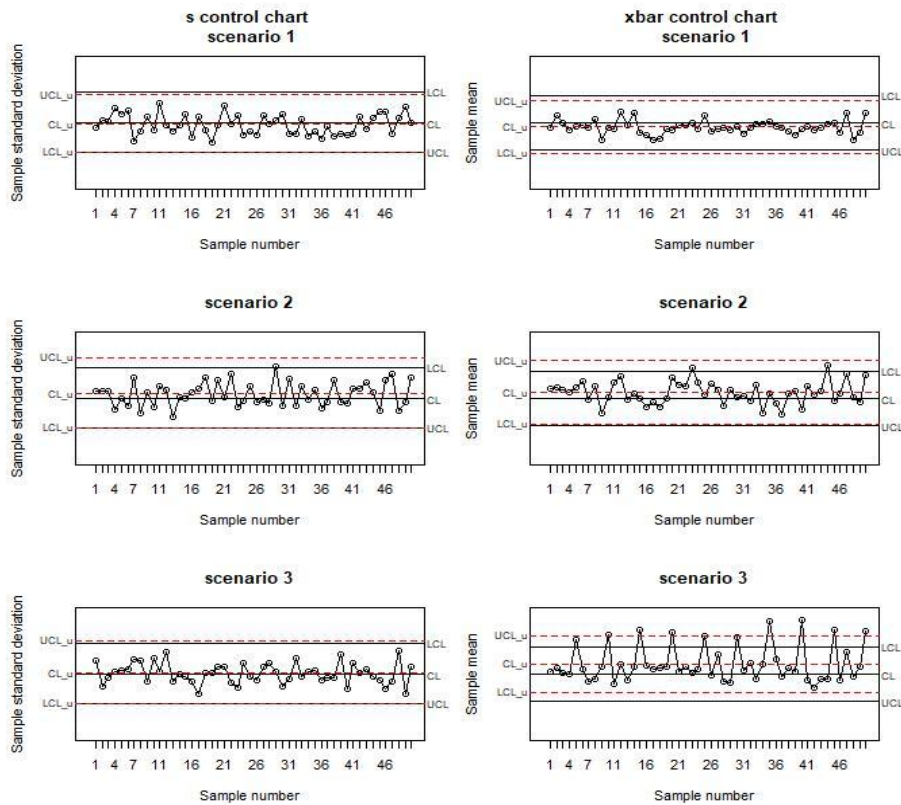 s control chart
scenario 1
Sample standard deviation
UCL_u
CL_u
LCL_u
LCL
CL
UCL
1 4 7 11 16 21 26 31 36 41 46
Sample number
xbar control chart
scenario 1
Sample mean
UCL_u
CL_u
LCL_u
LCL
CL
UCL
1 4 7 11 16 21 26 31 36 41 46
Sample number
scenario 2
Sample standard deviation
UCL_u
CL_u
LCL_u
LCL
CL
UCL
1 4 7 11 16 21 26 31 36 41 46
Sample number
scenario 2
Sample mean
UCL_u
CL_u
LCL_u
LCL
CL
UCL
1 4 7 11 16 21 26 31 36 41 46
Sample number
scenario 3
Sample standard deviation
UCL_u
CL_u
LCL_u
LCL
CL
UCL
1 4 7 11 16 21 26 31 36 41 46
Sample number
scenario 3
Sample mean
UCL_u
CL_u
LCL_u
LCL
CL
UCL
1 4 7 11 16 21 26 31 36 41 46
Sample number